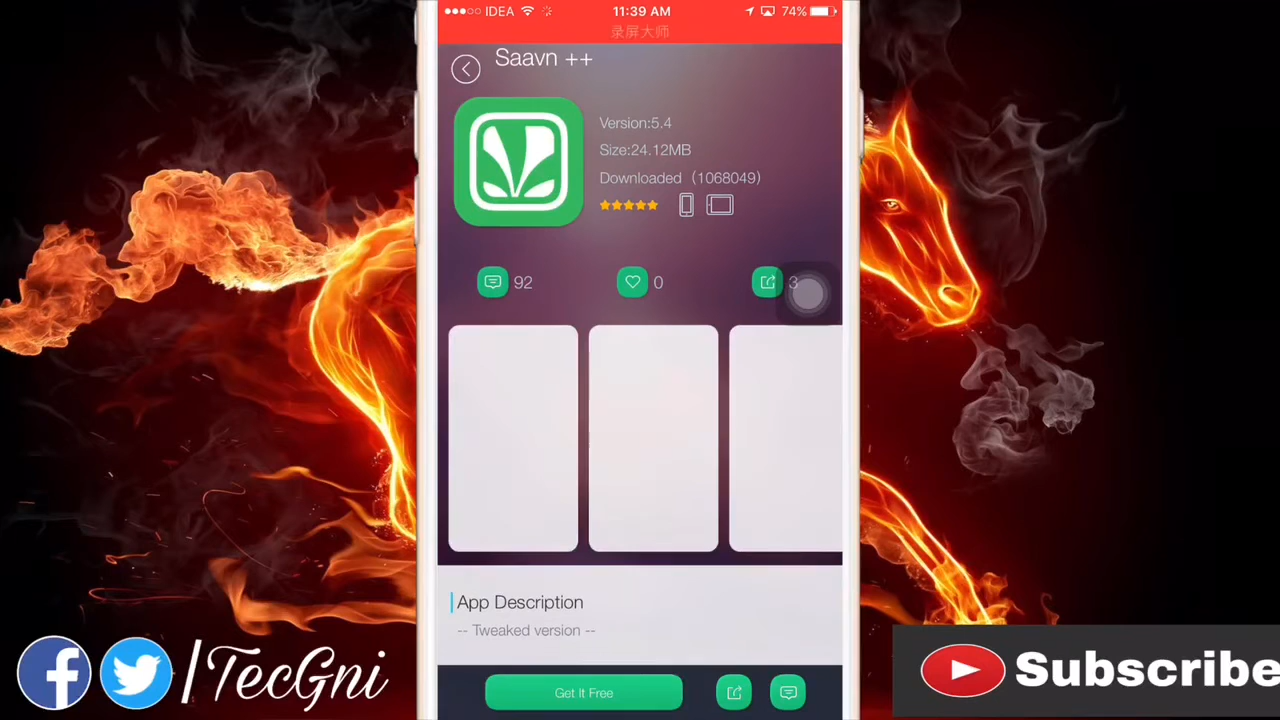 IDEA 11:39 AM 74%
录屏大师
Saavn ++
Version:5.4
Size:24.12MB
Downloaded（1068049）
92 0 3
App Description
-- Tweaked version --
Get It Free
f |TecGni
Subscribe